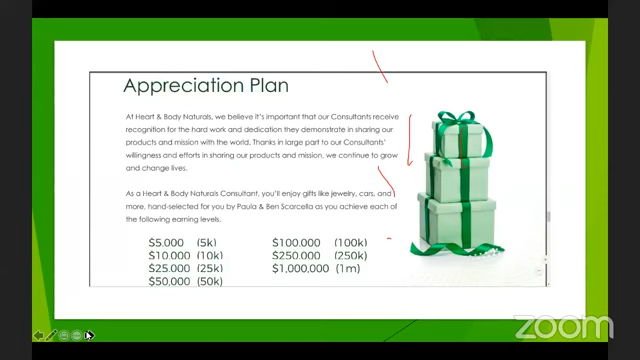 Appreciation Plan
At Heart & Body Naturals, we believe it's important that our Consultants receive
recognition for the hard work and dedication they demonstrate in sharing our
products and mission with the world. Thanks in large part to our Consultants'
willingness and efforts in sharing our products and mission, we continue to grow
and change lives.
As a Heart & Body Naturals Consultant, you'll enjoy gifts like jewelry, cars, and
more, hand-selected for you by Paula & Ben Scarcella as you achieve each of
the following earning levels.
$5,000 (5k) $100,000 (100k)
$10,000 (10k) $250,000 (250k)
$25,000 (25k) $1,000,000 (1m)
$50,000 (50k)
zoom